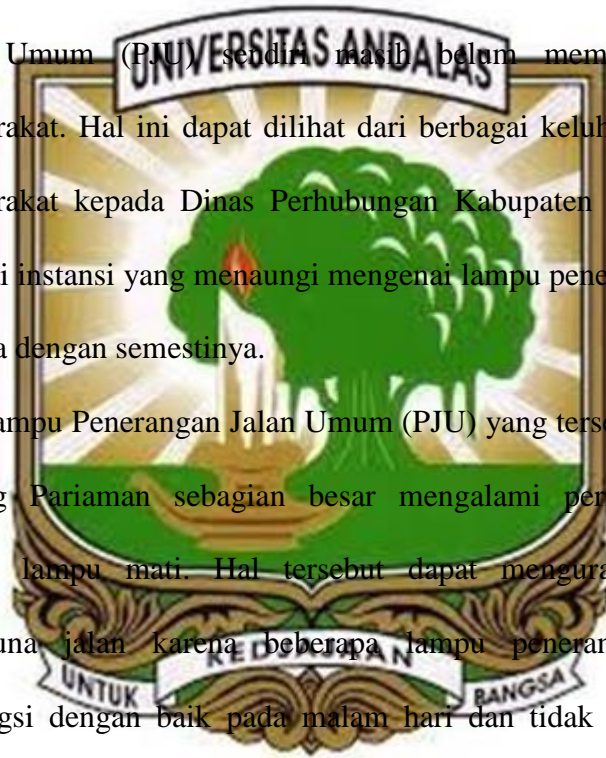 UNIVERSITAS ANDALAS
Umum (PJU) sendiri masih belum mem
rakat. Hal ini dapat dilihat dari berbagai keluh
rakat kepada Dinas Perhubungan Kabupaten
i instansi yang menaungi mengenai lampu pene
a dengan semestinya.
ampu Penerangan Jalan Umum (PJU) yang terse
g Pariaman sebagian besar mengalami per
lampu mati. Hal tersebut dapat mengura
una jalan karena beberapa lampu peneran
KEDJAJAAN
UNTUK BANGSA
gsi dengan baik pada malam hari dan tidak